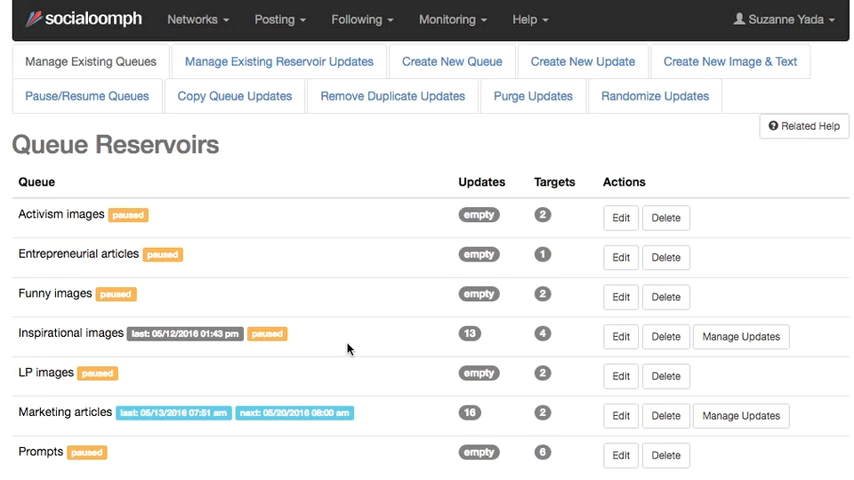 socialoomph Networks Posting Following Monitoring Help Suzanne Yada
Manage Existing Queues Manage Existing Reservoir Updates Create New Queue Create New Update Create New Image & Text
Pause/Resume Queues Copy Queue Updates Remove Duplicate Updates Purge Updates Randomize Updates
Related Help
Queue Reservoirs
Queue Updates Targets Actions
Activism images paused empty 2 Edit Delete
Entrepreneurial articles paused empty 1 Edit Delete
Funny images paused empty 2 Edit Delete
Inspirational images last: 05/12/2016 01:43 pm paused 13 4 Edit Delete Manage Updates
LP images paused empty 2 Edit Delete
Marketing articles last: 05/13/2016 07:51 am next: 05/20/2016 08:00 am 16 2 Edit Delete Manage Updates
Prompts paused empty 6 Edit Delete